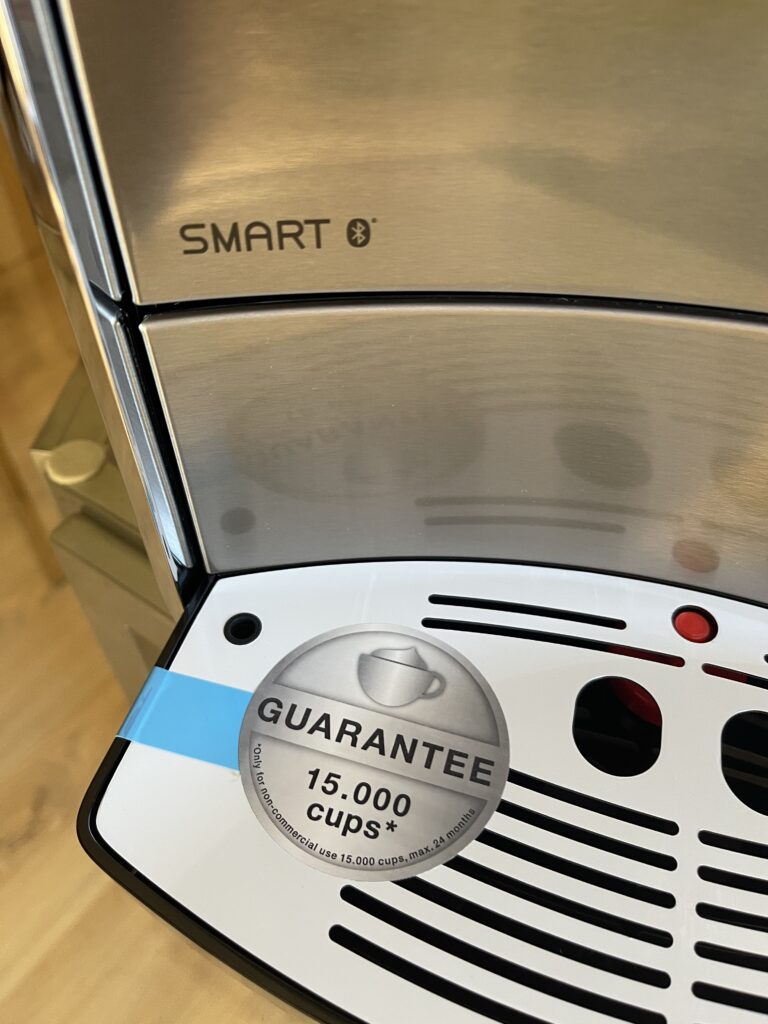 SMART
GUARANTEE
15.000
cups*
*Only for non-commercial use 15.000 cups, max. 24 months